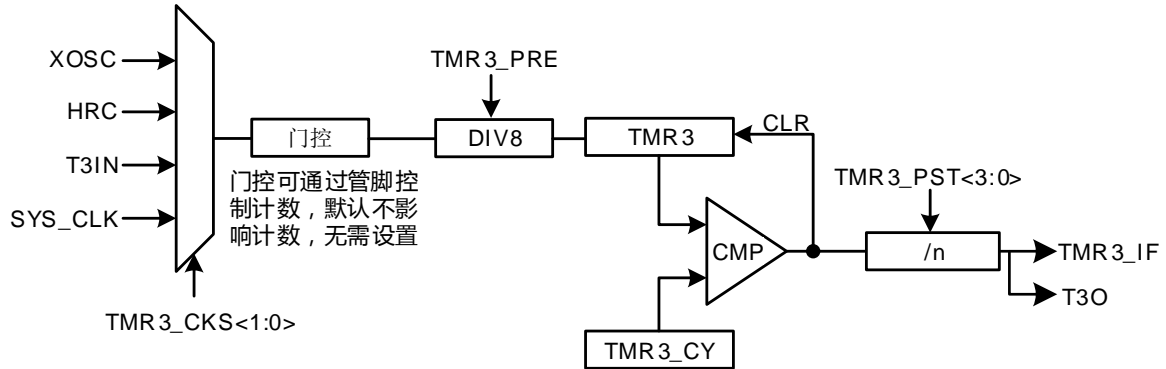 XOSC
HRC
T3IN
SYS_CLK
TMR3_CKS<1:0>
门控
门控可通过管脚控
制计数，默认不影
响计数，无需设置
TMR3_PRE
DIV8
TMR3
CLR
CMP
TMR3_CY
TMR3_PST<3:0>
/n
TMR3_IF
T3O